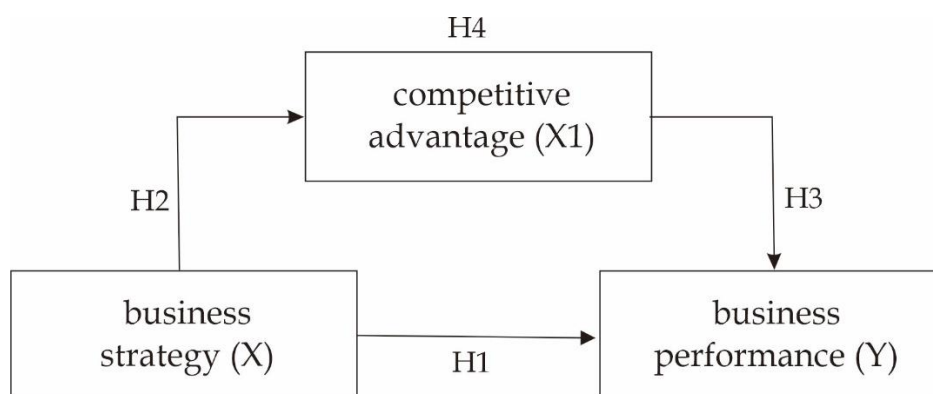 H4
competitive
advantage (X1)
H2
H3
business
strategy (X)
H1
business
performance (Y)